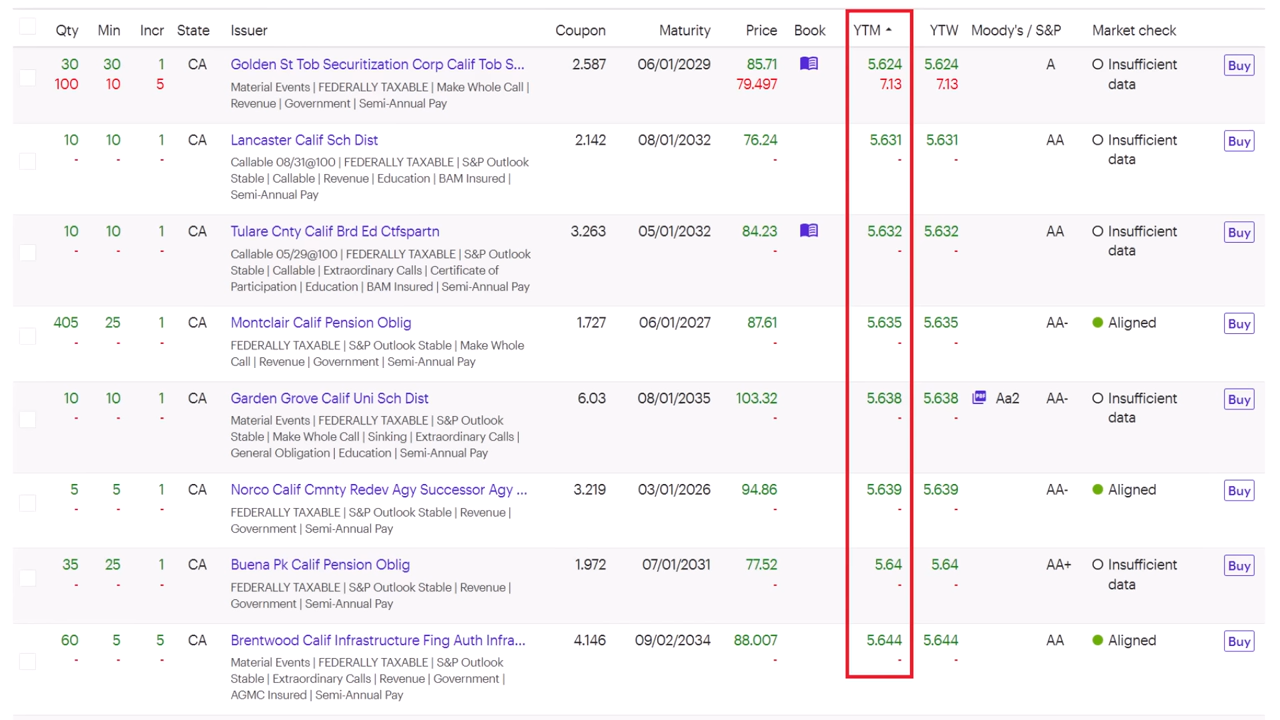 Qty Min Incr State Issuer Coupon Maturity Price Book YTM YTW Moody's / S&P Market check
30 30 1 CA Golden St Tob Securitization Corp Calif Tob S... 2.587 06/01/2029 85.71 5.624 5.624 A Insufficient data Buy
100 10 5 79.497 7.13 7.13
Material Events | FEDERALLY TAXABLE | Make Whole Call |
Revenue | Government | Semi-Annual Pay
10 10 1 CA Lancaster Calif Sch Dist 2.142 08/01/2032 76.24 5.631 5.631 AA Insufficient data Buy
- - - - - -
Callable 08/31@100 | FEDERALLY TAXABLE | S&P Outlook
Stable | Callable | Revenue | Education | BAM Insured |
Semi-Annual Pay
10 10 1 CA Tulare Cnty Calif Brd Ed Ctfspartn 3.263 05/01/2032 84.23 5.632 5.632 AA Insufficient data Buy
- - - - - -
Callable 05/29@100 | FEDERALLY TAXABLE | S&P Outlook
Stable | Callable | Extraordinary Calls | Certificate of
Participation | Education | BAM Insured | Semi-Annual Pay
405 25 1 CA Montclair Calif Pension Oblig 1.727 06/01/2027 87.61 5.635 5.635 AA- Aligned Buy
- - - - - -
FEDERALLY TAXABLE | S&P Outlook Stable | Make Whole
Call | Revenue | Government | Semi-Annual Pay
10 10 1 CA Garden Grove Calif Uni Sch Dist 6.03 08/01/2035 103.32 5.638 5.638 PDF Aa2 AA- Insufficient data Buy
- - - - - -
Material Events | FEDERALLY TAXABLE | S&P Outlook
Stable | Make Whole Call | Sinking | Extraordinary Calls |
General Obligation | Education | Semi-Annual Pay
5 5 1 CA Norco Calif Cmnty Redev Agy Successor Agy ... 3.219 03/01/2026 94.86 5.639 5.639 AA- Aligned Buy
- - - - - -
FEDERALLY TAXABLE | S&P Outlook Stable | Revenue |
Government | Semi-Annual Pay
35 25 1 CA Buena Pk Calif Pension Oblig 1.972 07/01/2031 77.52 5.64 5.64 AA+ Insufficient data Buy
- - - - - -
FEDERALLY TAXABLE | S&P Outlook Stable | Revenue |
Government | Semi-Annual Pay
60 5 5 CA Brentwood Calif Infrastructure Fing Auth Infra... 4.146 09/02/2034 88.007 5.644 5.644 AA Aligned Buy
- - - - - -
Material Events | FEDERALLY TAXABLE | S&P Outlook
Stable | Extraordinary Calls | Revenue | Government |
AGMC Insured | Semi-Annual Pay